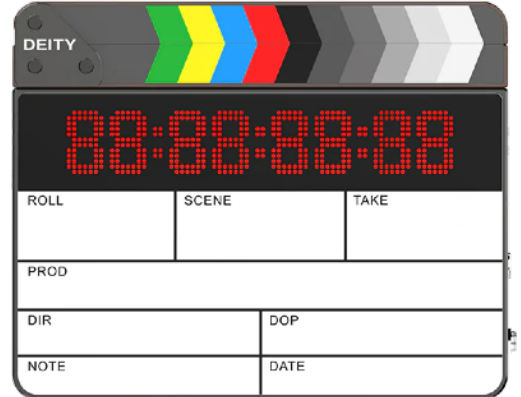 DEITY
88:88:88:88
ROLL SCENE TAKE
PROD
DIR DOP
NOTE DATE